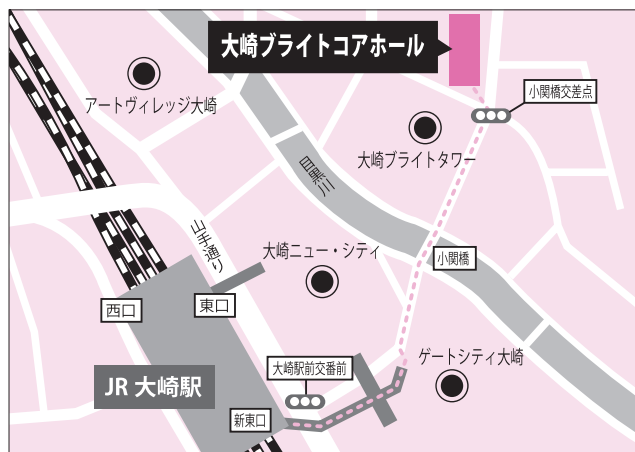 大崎ブライトコアホール
アートヴィレッジ大崎
小関橋交差点
大崎ブライトタワー
目黒川
山手通り
大崎ニュー・シティ
小関橋
西口
東口
ゲートシティ大崎
大崎駅前交番前
JR 大崎駅
新東口